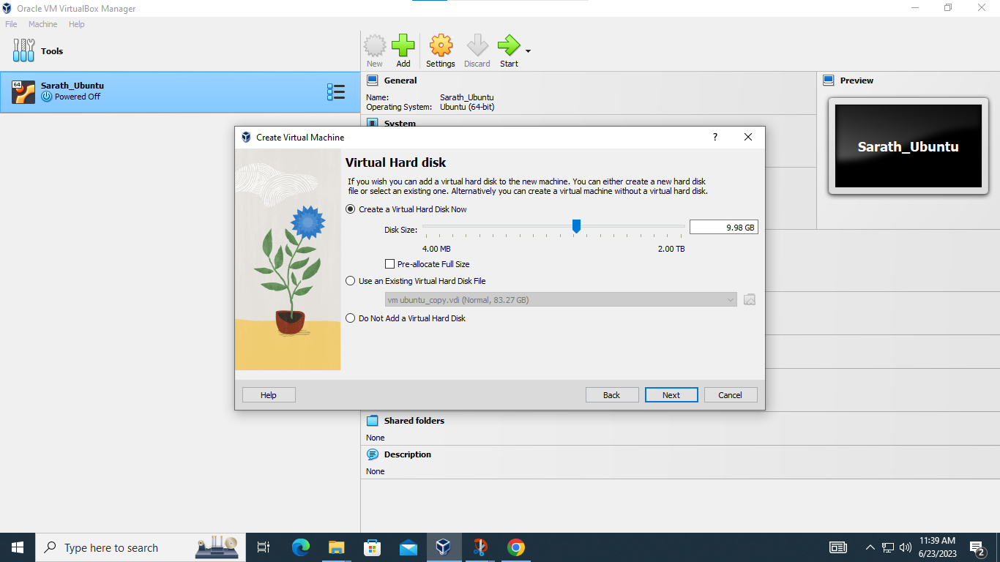 Oracle VM VirtualBox Manager
File Machine Help
Tools
New Add Settings Discard Start
64
Sarath_Ubuntu
Powered Off
General
Name: Sarath_Ubuntu
Operating System: Ubuntu (64-bit)
System
Preview
Sarath_Ubuntu
Create Virtual Machine
?
Virtual Hard disk
If you wish you can add a virtual hard disk to the new machine. You can either create a new hard disk
file or select an existing one. Alternatively you can create a virtual machine without a virtual hard disk.
Create a Virtual Hard Disk Now
Disk Size: 9.98 GB
4.00 MB 2.00 TB
Pre-allocate Full Size
Use an Existing Virtual Hard Disk File
vm ubuntu_copy.vdi (Normal, 83.27 GB)
Do Not Add a Virtual Hard Disk
Help Back Next Cancel
Shared folders
None
Description
None
Type here to search
11:39 AM
6/23/2023
2